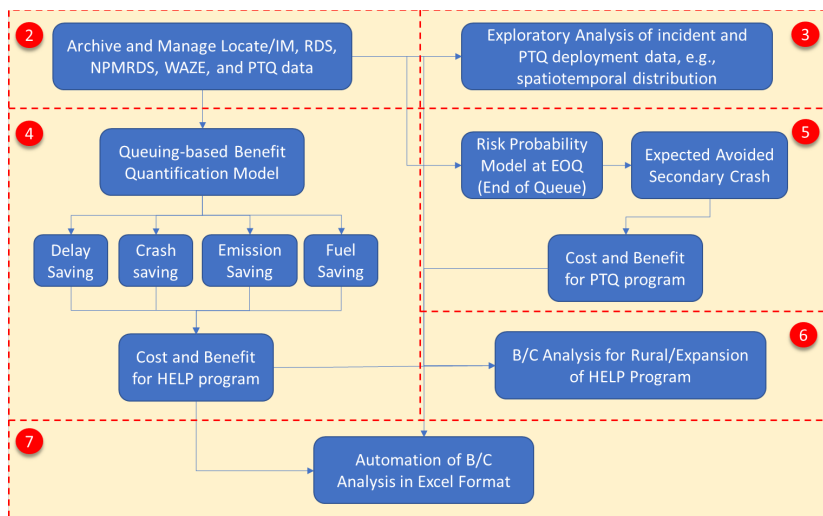 2
Archive and Manage Locate/IM, RDS,
NPMRDS, WAZE, and PTQ data
Exploratory Analysis of incident and
PTQ deployment data, e.g.,
spatiotemporal distribution
3
4
Queuing-based Benefit
Quantification Model
Delay
Saving
Crash
saving
Emission
Saving
Fuel
Saving
Cost and Benefit
for HELP program
5
Risk Probability
Model at EOQ
(End of Queue)
Expected Avoided
Secondary Crash
Cost and Benefit
for PTQ program
6
B/C Analysis for Rural/Expansion
of HELP Program
7
Automation of B/C
Analysis in Excel Format